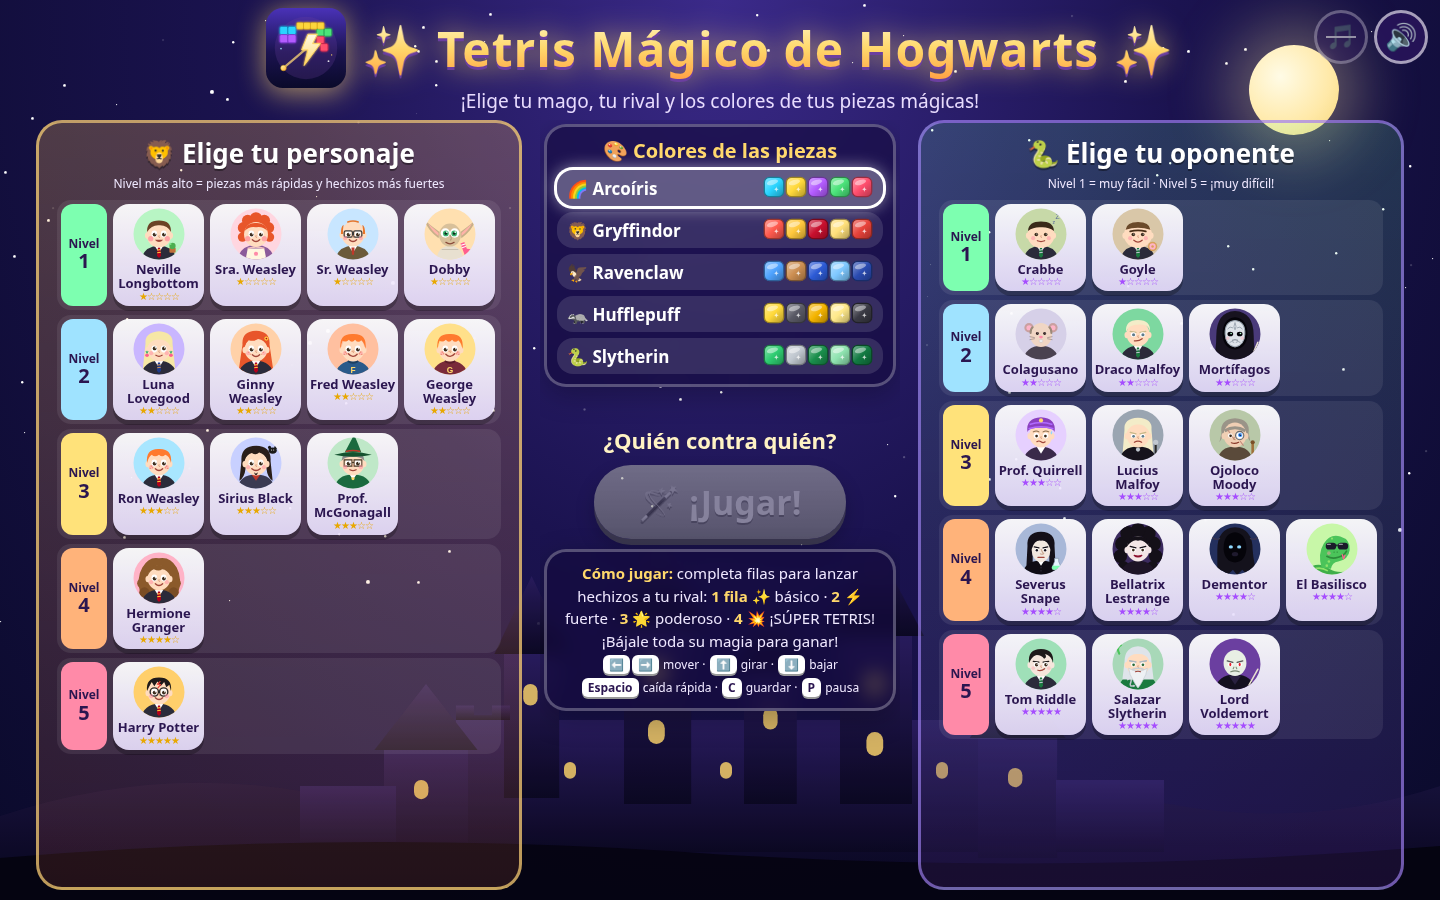 ✨ Tetris Mágico de Hogwarts ✨
¡Elige tu mago, tu rival y los colores de tus piezas mágicas!
🦁 Elige tu personaje
Nivel más alto = piezas más rápidas y hechizos más fuertes
Nivel 1
Neville Longbottom
★☆☆☆☆
Sra. Weasley
★☆☆☆☆
Sr. Weasley
★☆☆☆☆
Dobby
★☆☆☆☆
Nivel 2
Luna Lovegood
★★☆☆☆
Ginny Weasley
★★☆☆☆
Fred Weasley
★★☆☆☆
George Weasley
★★☆☆☆
Nivel 3
Ron Weasley
★★★☆☆
Sirius Black
★★★☆☆
Prof. McGonagall
★★★☆☆
Nivel 4
Hermione Granger
★★★★☆
Nivel 5
Harry Potter
★★★★★
🎨 Colores de las piezas
🌈 Arcoíris
🦁 Gryffindor
🦅 Ravenclaw
🦡 Hufflepuff
🐍 Slytherin
¿Quién contra quién?
🪄 ¡Jugar!
Cómo jugar: completa filas para lanzar
hechizos a tu rival: 1 fila ✨ básico · 2 ⚡
fuerte · 3 🌟 poderoso · 4 💥 ¡SÚPER TETRIS!
¡Bájale toda su magia para ganar!
⬅️ ➡️ mover · ⬆️ girar · ⬇️ bajar
Espacio caída rápida · C guardar · P pausa
🐍 Elige tu oponente
Nivel 1 = muy fácil · Nivel 5 = ¡muy difícil!
Nivel 1
Crabbe
★☆☆☆☆
Goyle
★☆☆☆☆
Nivel 2
Colagusano
★★☆☆☆
Draco Malfoy
★★☆☆☆
Mortífagos
★★☆☆☆
Nivel 3
Prof. Quirrell
★★★☆☆
Lucius Malfoy
★★★☆☆
Ojoloco Moody
★★★☆☆
Nivel 4
Severus Snape
★★★★☆
Bellatrix Lestrange
★★★★☆
Dementor
★★★★☆
El Basilisco
★★★★☆
Nivel 5
Tom Riddle
★★★★★
Salazar Slytherin
★★★★★
Lord Voldemort
★★★★★